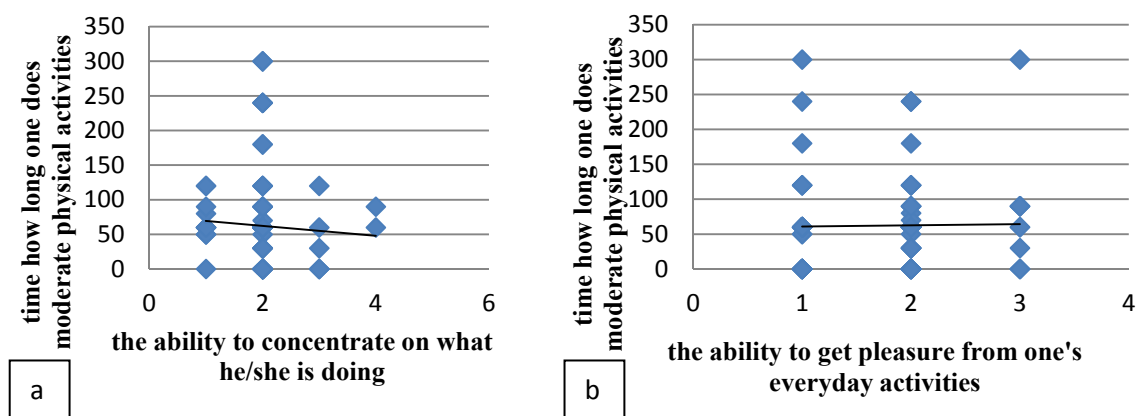 time how long one does
moderate physical activities
350
300
250
200
150
100
50
0
0
2
4
6
the ability to concentrate on what
he/she is doing
a
time how long one does
moderate physical activities
350
300
250
200
150
100
50
0
0
1
2
3
4
the ability to get pleasure from one's
everyday activities
b